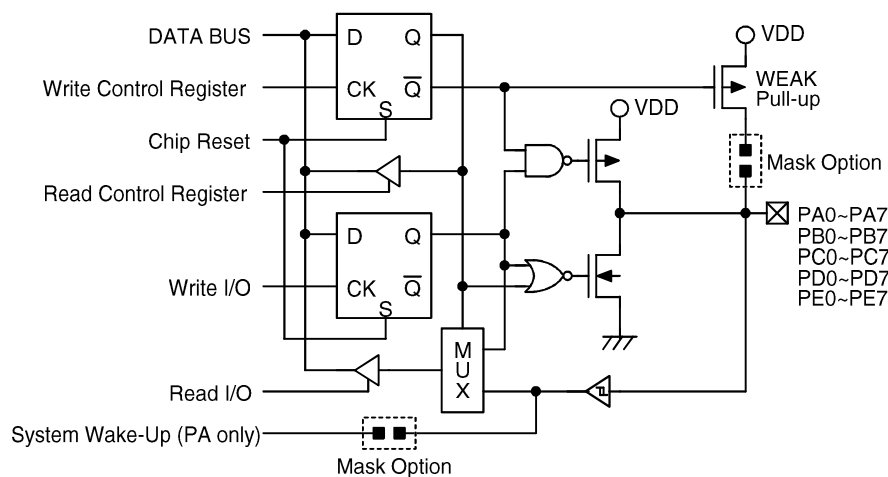 DATA BUS
D Q
VDD
Write Control Register
CK Q
WEAK
Pull-up
S
VDD
Chip Reset
Mask Option
Read Control Register
D Q
PA0~PA7
PB0~PB7
PC0~PC7
PD0~PD7
PE0~PE7
Write I/O
CK Q
S
M
U
X
Read I/O
System Wake-Up (PA only)
Mask Option